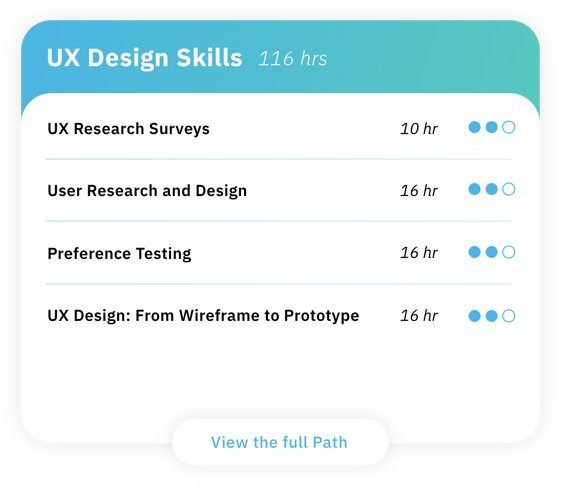 UX Design Skills 116 hrs
UX Research Surveys 10 hr
User Research and Design 16 hr
Preference Testing 16 hr
UX Design: From Wireframe to Prototype 16 hr
View the full Path